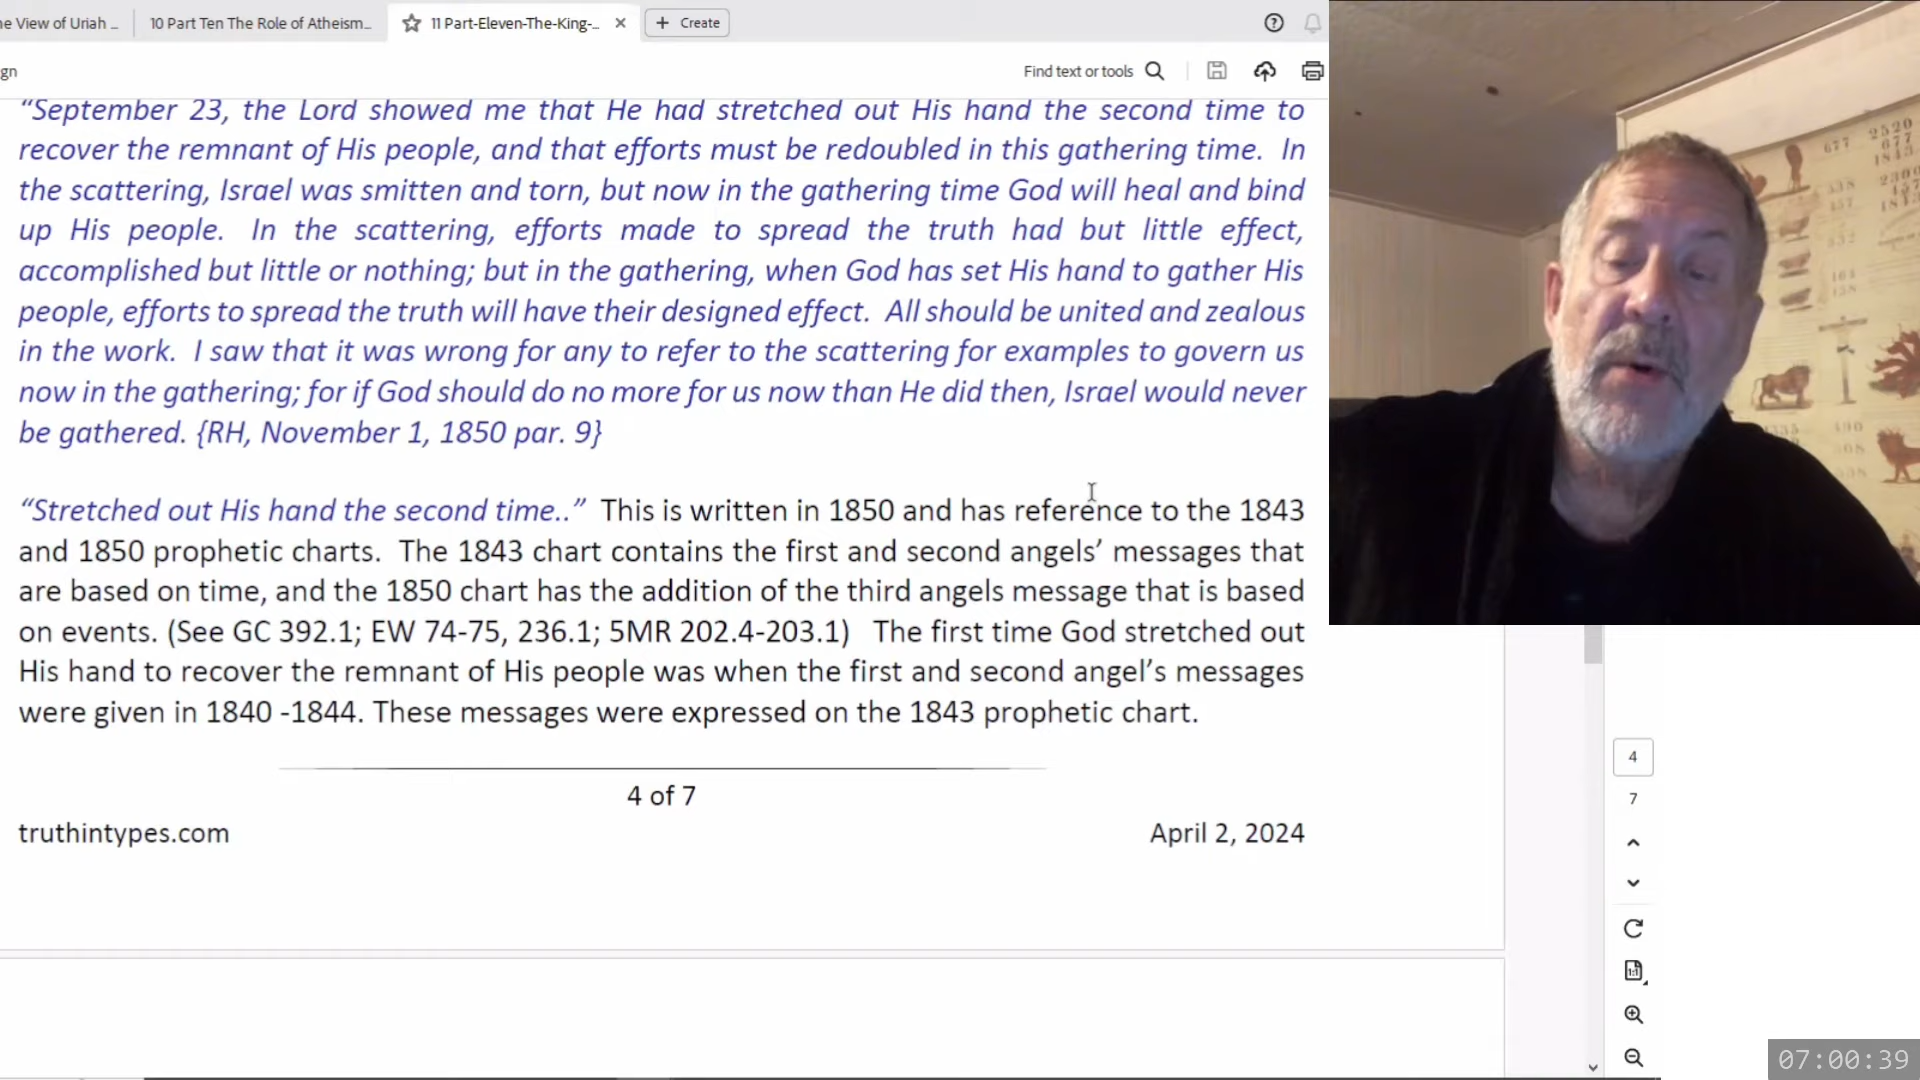 ne View of Uriah ...
10 Part Ten The Role of Atheism...
11 Part-Eleven-The-King-...
Create
gn
Find text or tools
“September 23, the Lord showed me that He had stretched out His hand the second time to
recover the remnant of His people, and that efforts must be redoubled in this gathering time. In
the scattering, Israel was smitten and torn, but now in the gathering time God will heal and bind
up His people. In the scattering, efforts made to spread the truth had but little effect,
accomplished but little or nothing; but in the gathering, when God has set His hand to gather His
people, efforts to spread the truth will have their designed effect. All should be united and zealous
in the work. I saw that it was wrong for any to refer to the scattering for examples to govern us
now in the gathering; for if God should do no more for us now than He did then, Israel would never
be gathered. {RH, November 1, 1850 par. 9}
“Stretched out His hand the second time..” This is written in 1850 and has reference to the 1843
and 1850 prophetic charts. The 1843 chart contains the first and second angels’ messages that
are based on time, and the 1850 chart has the addition of the third angels message that is based
on events. (See GC 392.1; EW 74-75, 236.1; 5MR 202.4-203.1) The first time God stretched out
His hand to recover the remnant of His people was when the first and second angel’s messages
were given in 1840 -1844. These messages were expressed on the 1843 prophetic chart.
4 of 7
truthintypes.com
April 2, 2024
4
7
677
2520
677
1843
2300
457
1843
538
457
490
508
07:00:39